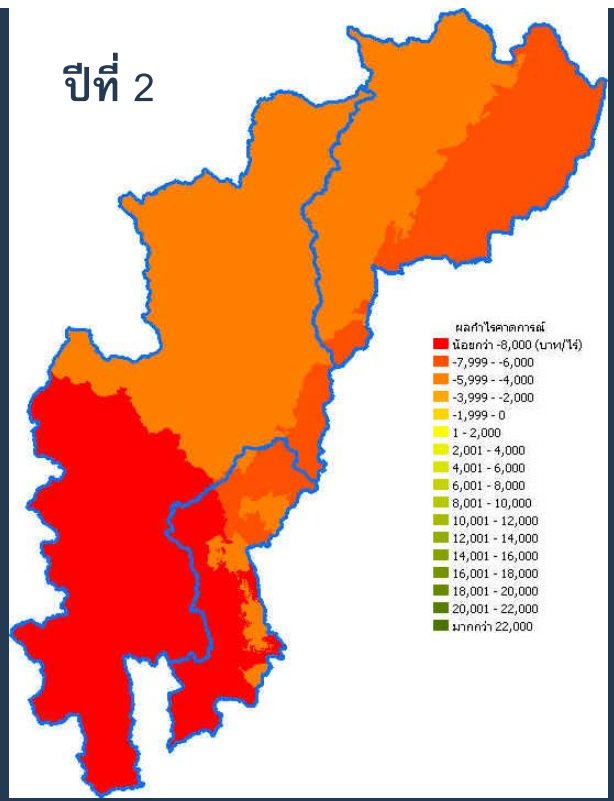 ปีที่ 2
ผลกำไรคาดการณ์
น้อยกว่า -8,000 (บาท/ไร่)
-7,999 - -6,000
-5,999 - -4,000
-3,999 - -2,000
-1,999 - 0
1 - 2,000
2,001 - 4,000
4,001 - 6,000
6,001 - 8,000
8,001 - 10,000
10,001 - 12,000
12,001 - 14,000
14,001 - 16,000
16,001 - 18,000
18,001 - 20,000
20,001 - 22,000
มากกว่า 22,000